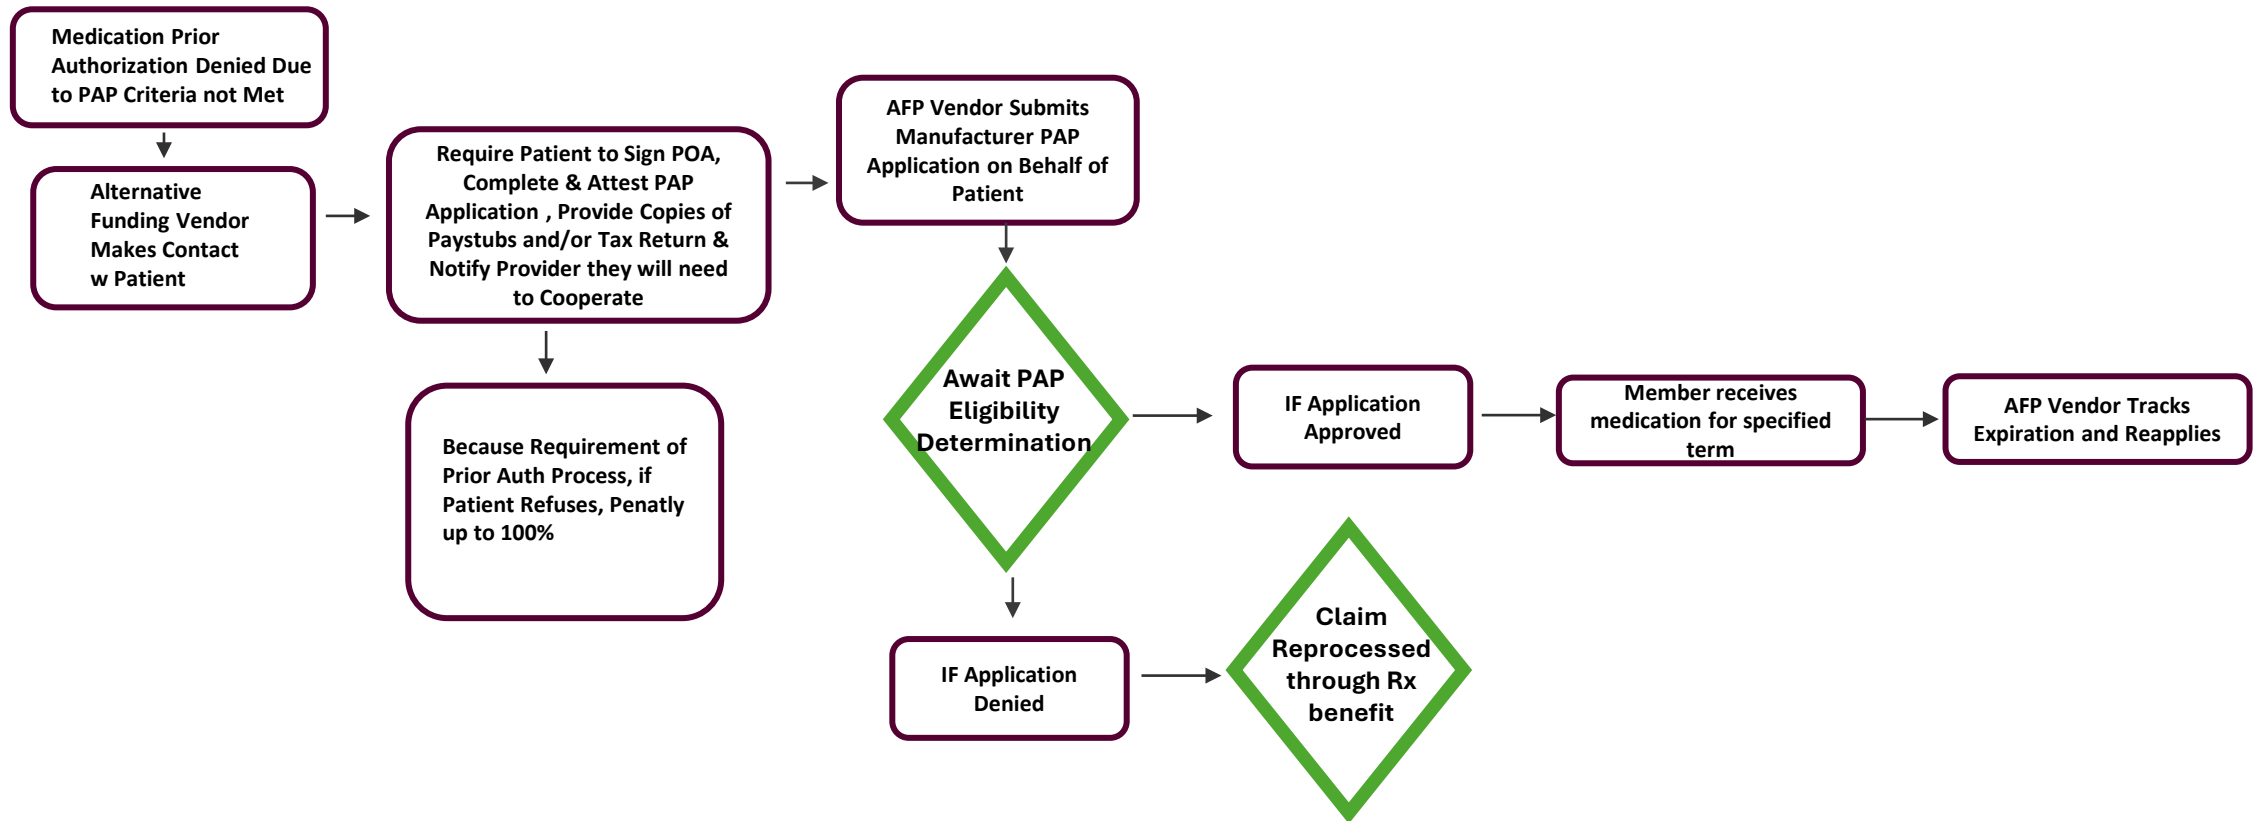 Medication Prior
Authorization Denied Due
to PAP Criteria not Met
Alternative
Funding Vendor
Makes Contact
w Patient
Require Patient to Sign POA,
Complete & Attest PAP
Application , Provide Copies of
Paystubs and/or Tax Return &
Notify Provider they will need
to Cooperate
Because Requirement of
Prior Auth Process, if
Patient Refuses, Penatly
up to 100%
AFP Vendor Submits
Manufacturer PAP
Application on Behalf of
Patient
Await PAP
Eligibility
Determination
IF Application
Approved
Member receives
medication for specified
term
AFP Vendor Tracks
Expiration and Reapplies
IF Application
Denied
Claim
Reprocessed
through Rx
benefit